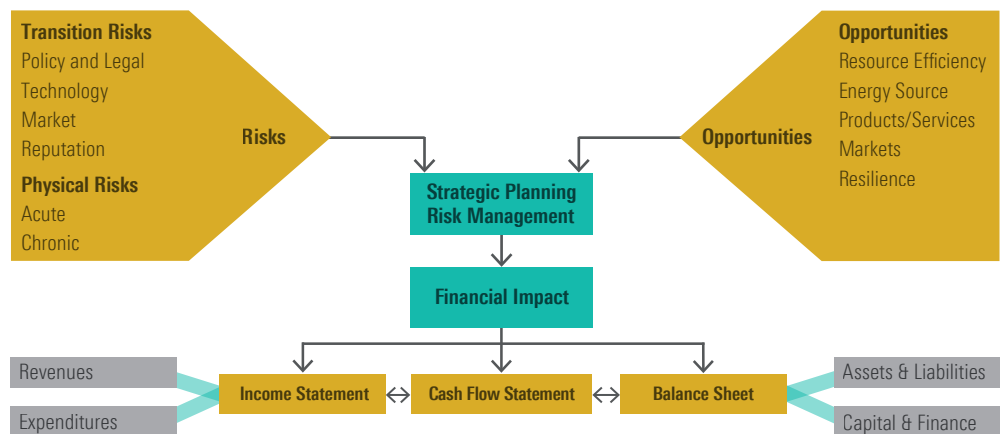 Transition Risks
Policy and Legal
Technology
Market
Reputation
Physical Risks
Acute
Chronic
Risks
Opportunities
Opportunities
Resource Efficiency
Energy Source
Products/Services
Markets
Resilience
Strategic Planning
Risk Management
Financial Impact
Revenues
Expenditures
Income Statement
Cash Flow Statement
Balance Sheet
Assets & Liabilities
Capital & Finance